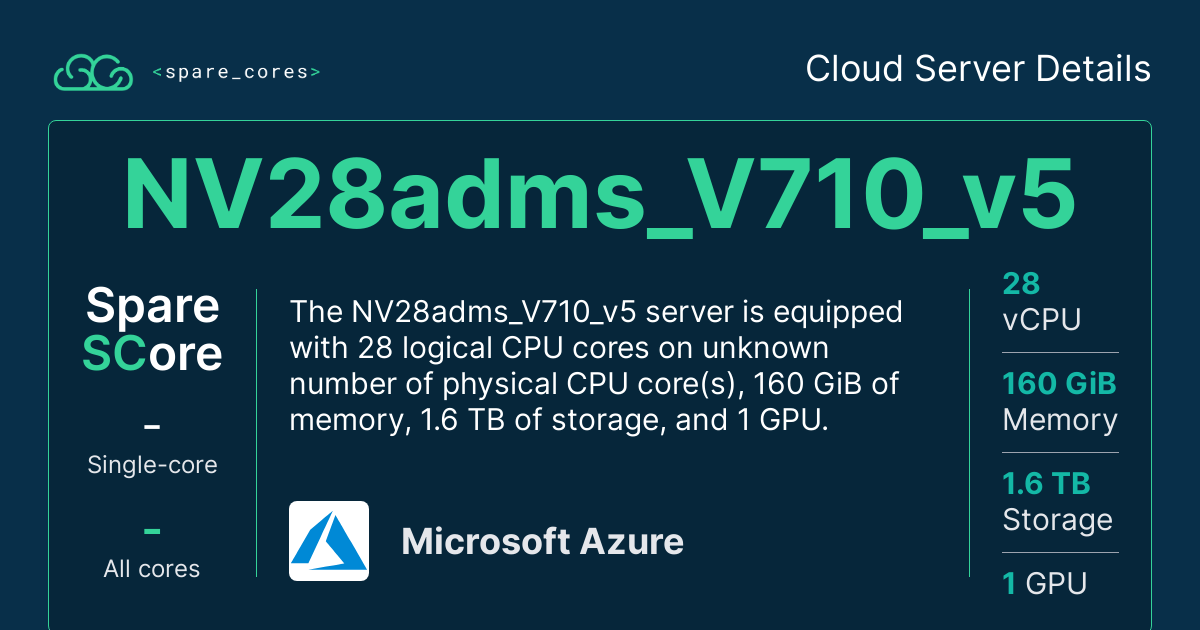 <spare_cores>
Cloud Server Details
NV28adms_V710_v5
Spare
SCore
–
Single-core
–
All cores
The NV28adms_V710_v5 server is equipped
with 28 logical CPU cores on unknown
number of physical CPU core(s), 160 GiB of
memory, 1.6 TB of storage, and 1 GPU.
Microsoft Azure
28
vCPU
160 GiB
Memory
1.6 TB
Storage
1 GPU